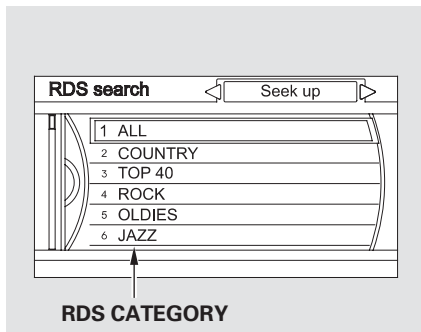 RDS search
Seek up
1 ALL
2 COUNTRY
3 TOP 40
4 ROCK
5 OLDIES
6 JAZZ
RDS CATEGORY